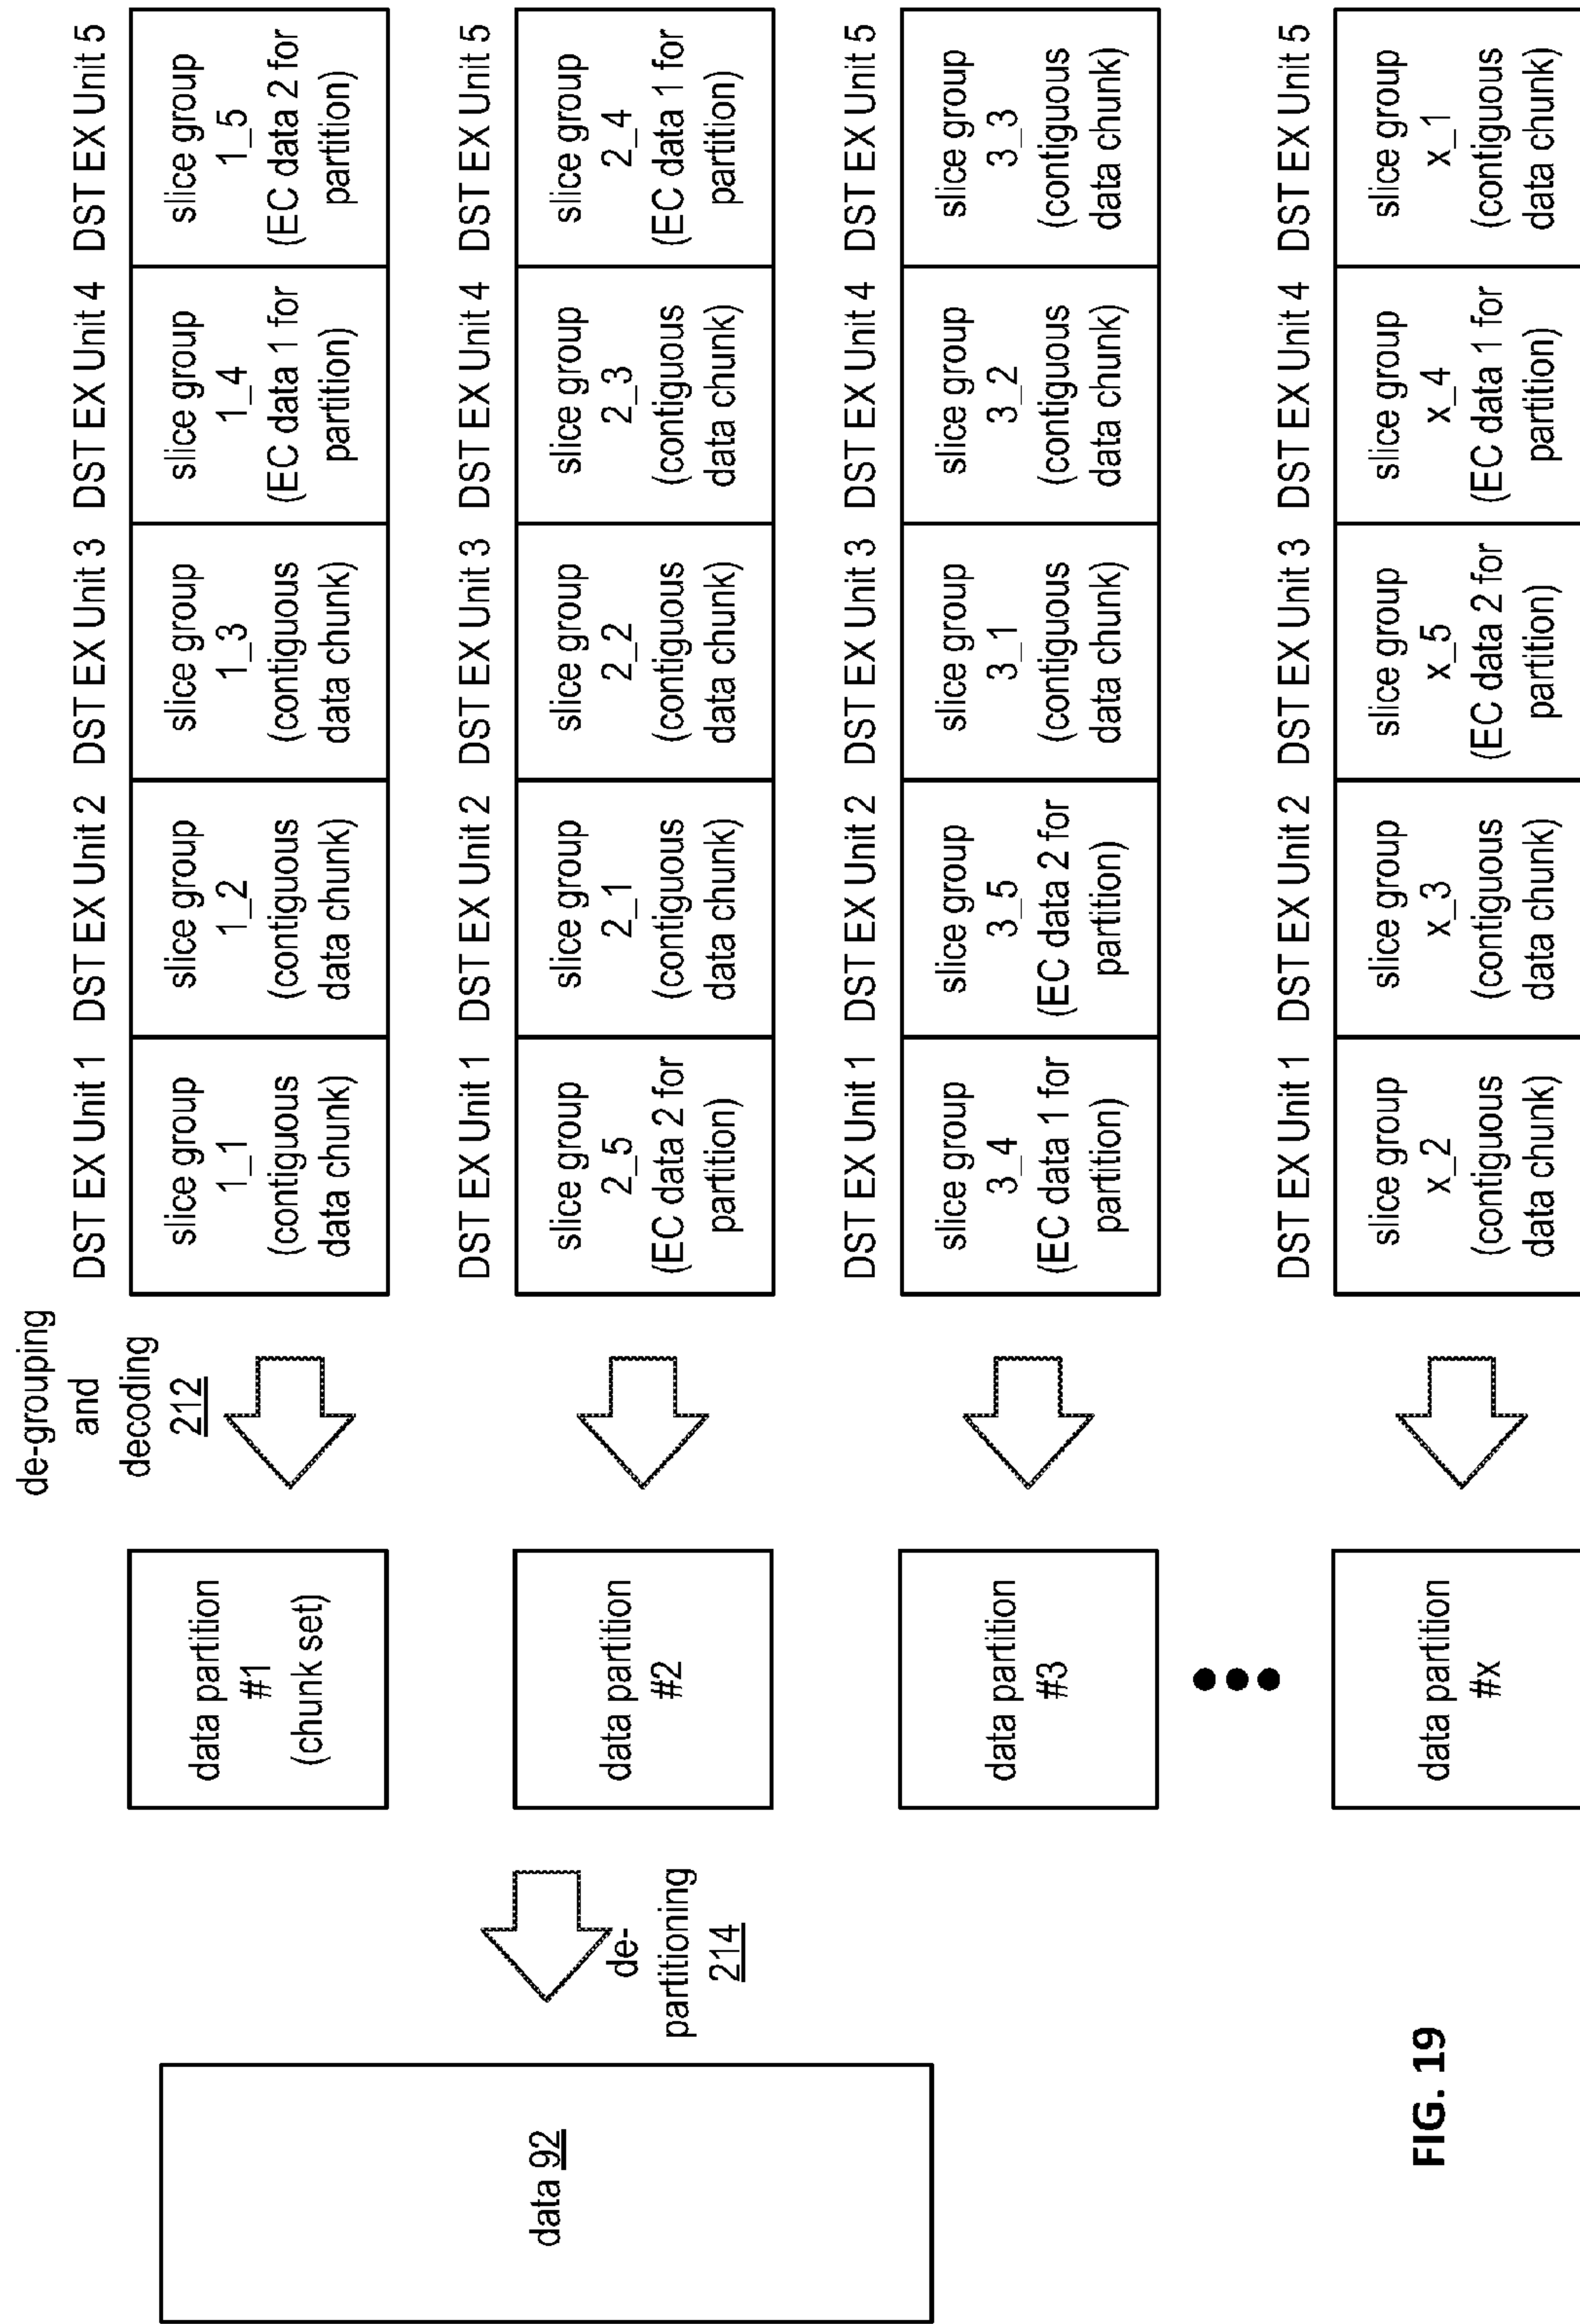 de-grouping
and
decoding
212
DST EX Unit 1 DST EX Unit 2 DST EX Unit 3 DST EX Unit 4 DST EX Unit 5
data 92
de-
partitioning
214
data partition
#1
(chunk set)
slice group
1_1
(contiguous
data chunk)
slice group
1_2
(contiguous
data chunk)
slice group
1_3
(contiguous
data chunk)
slice group
1_4
(EC data 1 for
partition)
slice group
1_5
(EC data 2 for
partition)
DST EX Unit 1 DST EX Unit 2 DST EX Unit 3 DST EX Unit 4 DST EX Unit 5
data partition
#2
slice group
2_5
(EC data 2 for
partition)
slice group
2_1
(contiguous
data chunk)
slice group
2_2
(contiguous
data chunk)
slice group
2_3
(contiguous
data chunk)
slice group
2_4
(EC data 1 for
partition)
DST EX Unit 1 DST EX Unit 2 DST EX Unit 3 DST EX Unit 4 DST EX Unit 5
data partition
#3
slice group
3_4
(EC data 1 for
partition)
slice group
3_5
(EC data 2 for
partition)
slice group
3_1
(contiguous
data chunk)
slice group
3_2
(contiguous
data chunk)
slice group
3_3
(contiguous
data chunk)
DST EX Unit 1 DST EX Unit 2 DST EX Unit 3 DST EX Unit 4 DST EX Unit 5
data partition
#x
slice group
x_2
(contiguous
data chunk)
slice group
x_3
(contiguous
data chunk)
slice group
x_5
(EC data 2 for
partition)
slice group
x_4
(EC data 1 for
partition)
slice group
x_1
(contiguous
data chunk)
FIG. 19